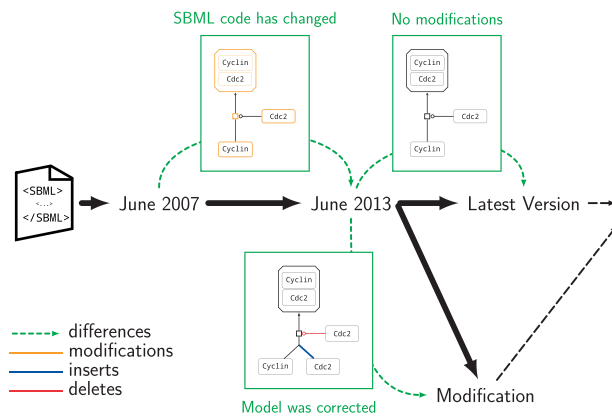 SBML code has changed
No modifications
Cyclin
Cdc2
Cdc2
Cyclin
Cyclin
Cdc2
Cdc2
Cyclin
<SBML>
<...>
</SBML>
June 2007
June 2013
Latest Version
Cyclin
Cdc2
Cdc2
Cyclin
Cdc2
differences
modifications
inserts
deletes
Modification
Model was corrected